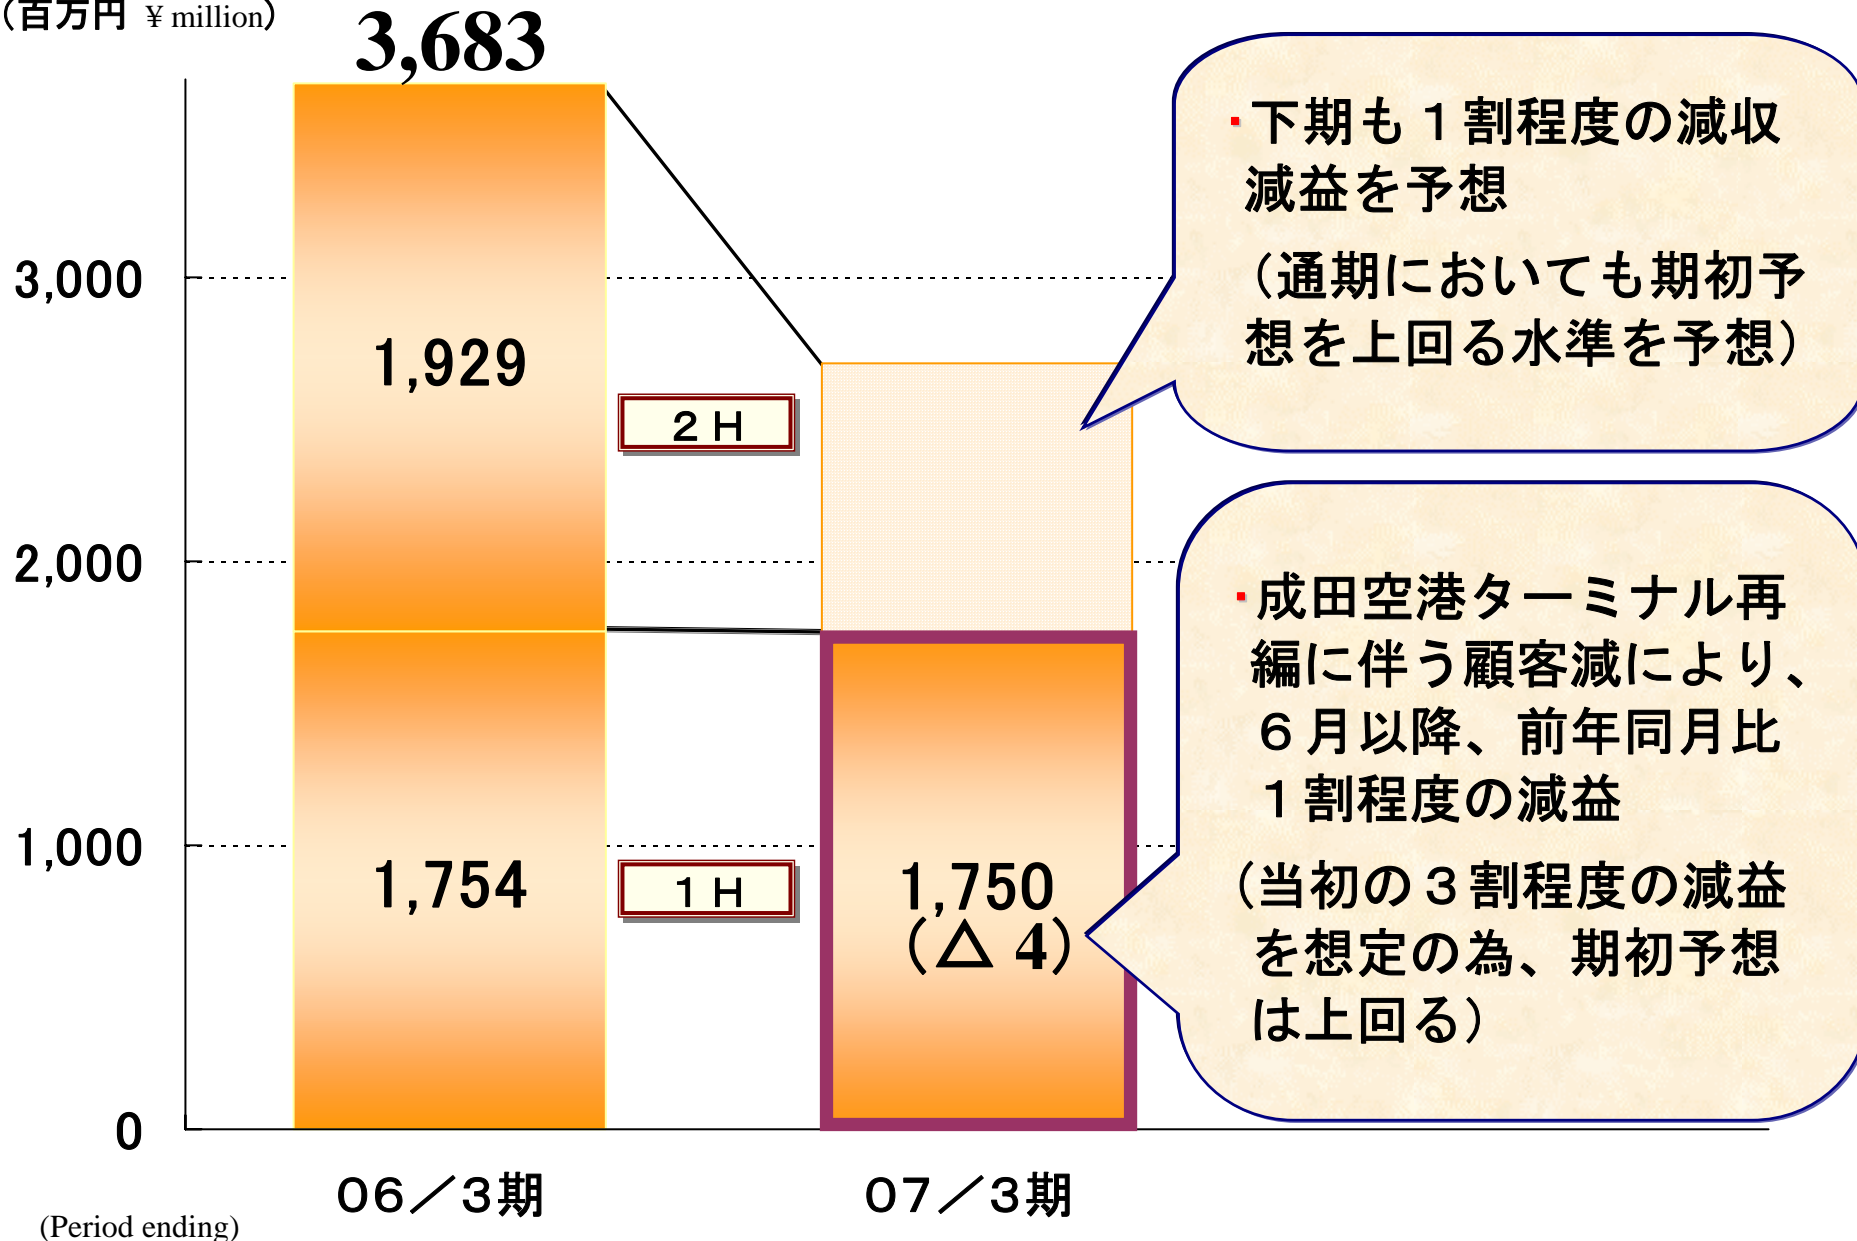 （百万円 ¥ million）
3,683
・下期も１割程度の減収
減益を予想
（通期においても期初予
想を上回る水準を予想）
3,000
1,929
２Ｈ
2,000
・成田空港ターミナル再
編に伴う顧客減により、
６月以降、前年同月比
１割程度の減益
（当初の３割程度の減益
を想定の為、期初予想
は上回る）
1,000
1,754
１Ｈ
1,750
（△ 4）
0
０６／３期
０７／３期
(Period ending)